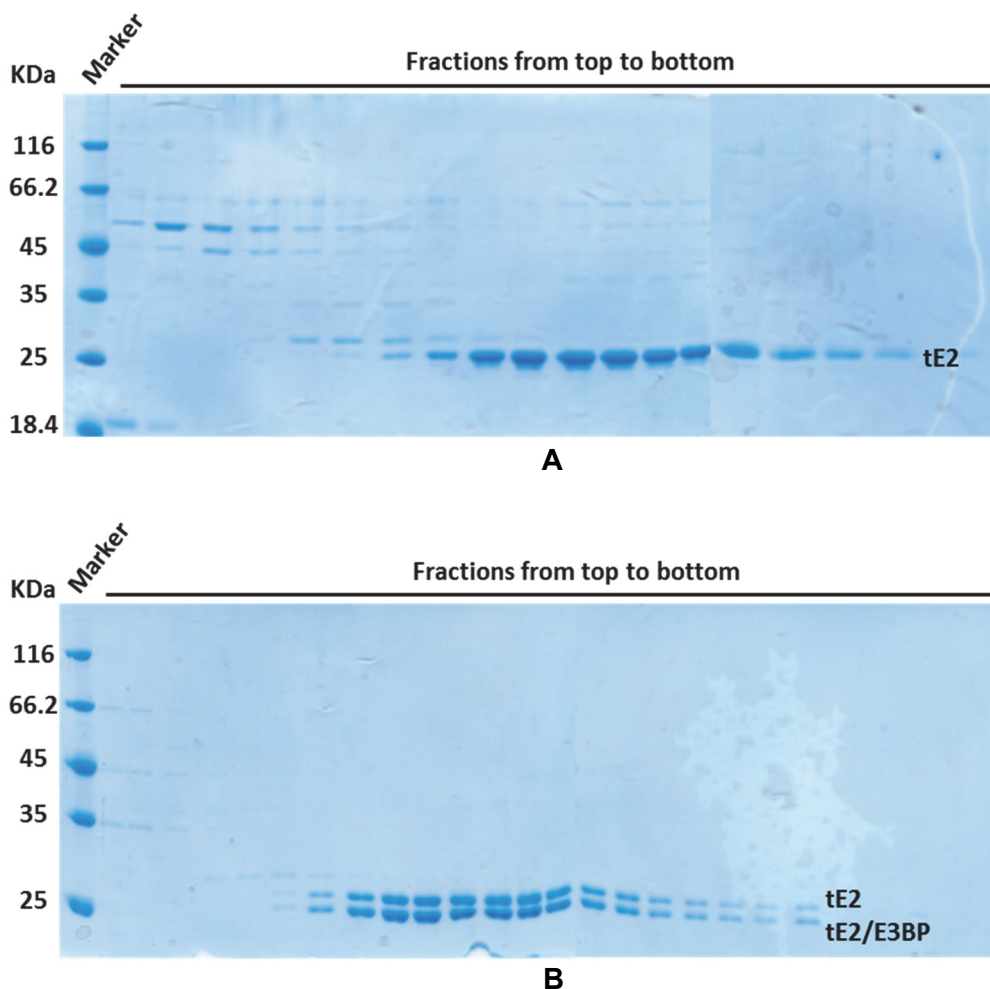 Marker
KDa
Fractions from top to bottom
116
66.2
45
35
25
18.4
tE2
A
Marker
KDa
Fractions from top to bottom
116
66.2
45
35
25
tE2
tE2/E3BP
B